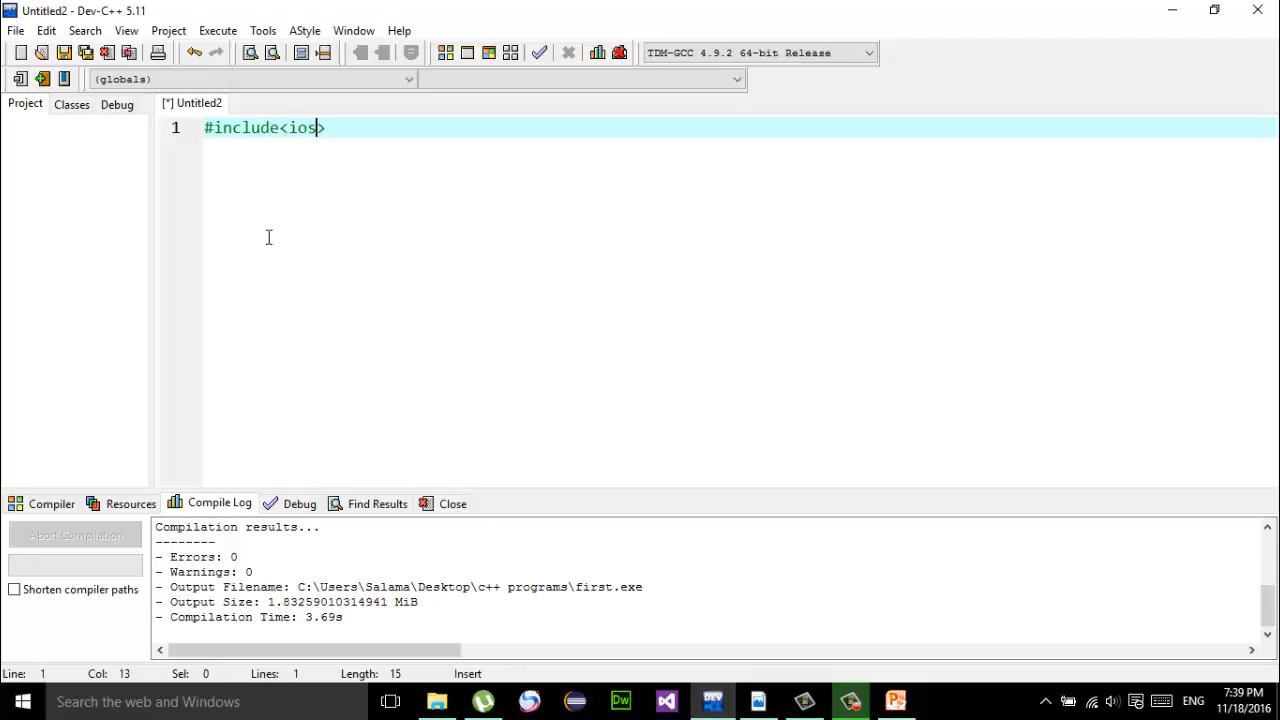 Untitled2 - Dev-C++ 5.11
File Edit Search View Project Execute Tools AStyle Window Help
TDM-GCC 4.9.2 64-bit Release
(globals)
Project Classes Debug [*] Untitled2
1 #include<ios>
Compiler Resources Compile Log Debug Find Results Close
Abort Compilation
Shorten compiler paths
Compilation results...
--------
- Errors: 0
- Warnings: 0
- Output Filename: C:\Users\Salama\Desktop\c++ programs\first.exe
- Output Size: 1.83259010314941 MiB
- Compilation Time: 3.69s
Line: 1 Col: 13 Sel: 0 Lines: 1 Length: 15 Insert
Search the web and Windows
Dw
DEV
ENG
7:39 PM
11/18/2016